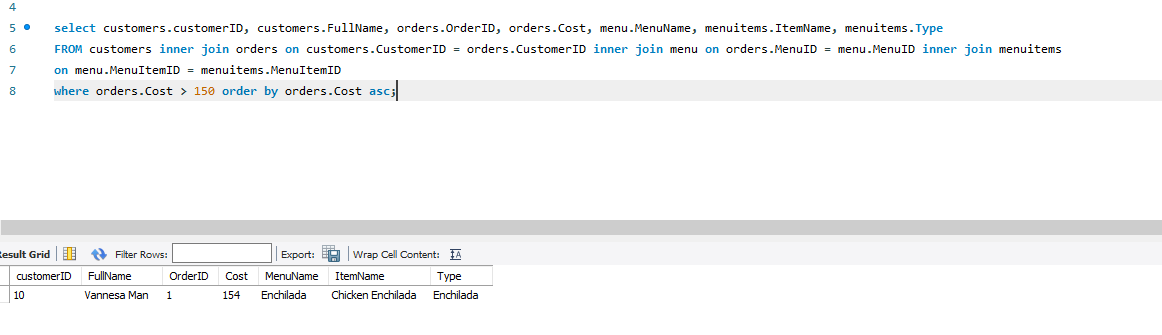 4
5 select customers.customerID, customers.FullName, orders.OrderID, orders.Cost, menu.MenuName, menuitems.ItemName, menuitems.Type
6 FROM customers inner join orders on customers.CustomerID = orders.CustomerID inner join menu on orders.MenuID = menu.MenuID inner join menuitems
7 on menu.MenuItemID = menuitems.MenuItemID
8 where orders.Cost > 150 order by orders.Cost asc;
Result Grid Filter Rows: Export: Wrap Cell Content: IA
customerID FullName OrderID Cost MenuName ItemName Type
10 Vannesa Man 1 154 Enchilada Chicken Enchilada Enchilada